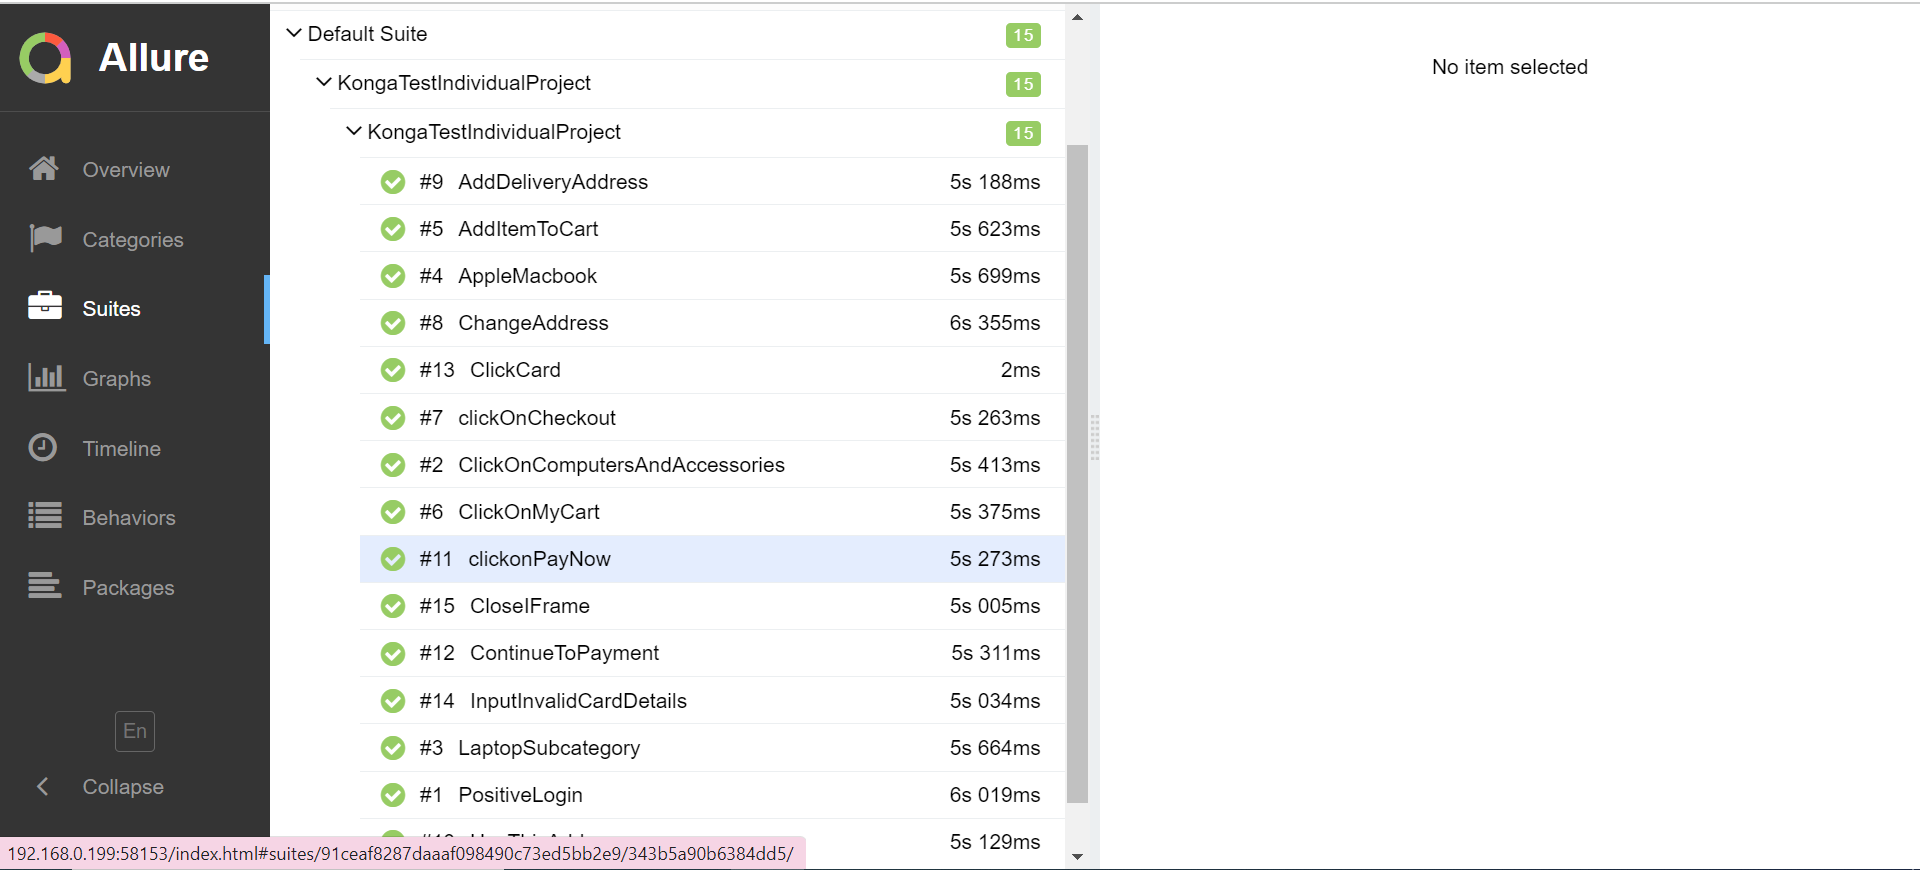 Allure
Overview
Categories
Suites
Graphs
Timeline
Behaviors
Packages
En
Collapse
Default Suite 15
KongaTestIndividualProject 15
KongaTestIndividualProject 15
#9 AddDeliveryAddress 5s 188ms
#5 AddItemToCart 5s 623ms
#4 AppleMacbook 5s 699ms
#8 ChangeAddress 6s 355ms
#13 ClickCard 2ms
#7 clickOnCheckout 5s 263ms
#2 ClickOnComputersAndAccessories 5s 413ms
#6 ClickOnMyCart 5s 375ms
#11 clickonPayNow 5s 273ms
#15 CloseIFrame 5s 005ms
#12 ContinueToPayment 5s 311ms
#14 InputInvalidCardDetails 5s 034ms
#3 LaptopSubcategory 5s 664ms
#1 PositiveLogin 6s 019ms
5s 129ms
192.168.0.199:58153/index.html#suites/91ceaf8287daaaf098490c73ed5bb2e9/343b5a90b6384dd5/
No item selected